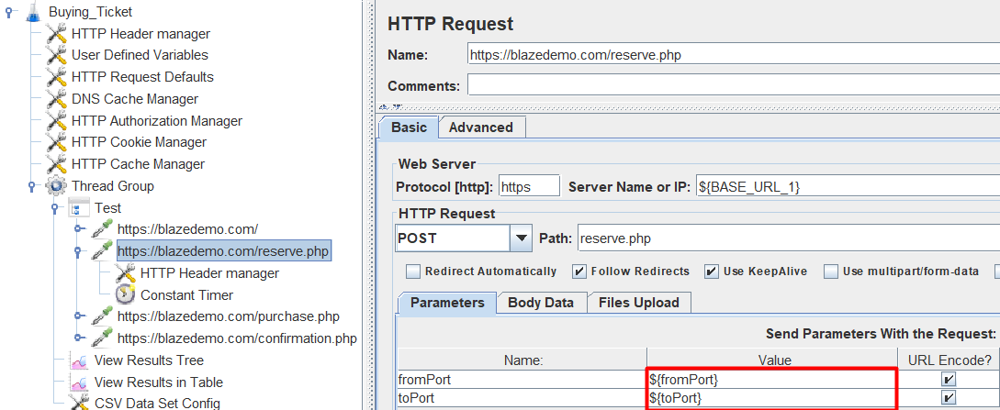 Buying_Ticket
HTTP Header manager
User Defined Variables
HTTP Request Defaults
DNS Cache Manager
HTTP Authorization Manager
HTTP Cookie Manager
HTTP Cache Manager
Thread Group
Test
https://blazedemo.com/
https://blazedemo.com/reserve.php
HTTP Header manager
Constant Timer
https://blazedemo.com/purchase.php
https://blazedemo.com/confirmation.php
View Results Tree
View Results in Table
CSV Data Set Config
HTTP Request
Name: https://blazedemo.com/reserve.php
Comments:
Basic Advanced
Web Server
Protocol [http]: https Server Name or IP: ${BASE_URL_1}
HTTP Request
POST Path: reserve.php
Redirect Automatically Follow Redirects Use KeepAlive Use multipart/form-data
Parameters Body Data Files Upload
Send Parameters With the Request:
Name: Value URL Encode?
fromPort ${fromPort}
toPort ${toPort}